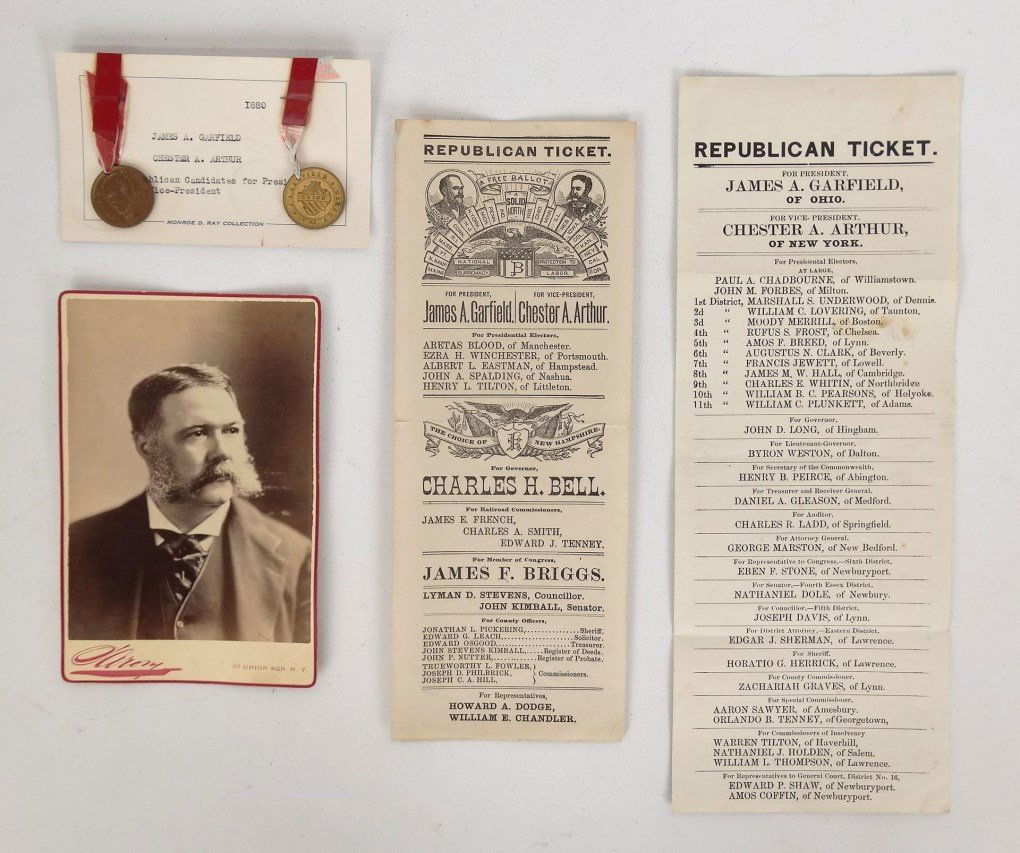 1880
JAMES A. GARFIELD
CHESTER A. ARTHUR
blican Candidates for Presi
Vice-President
MONROE D. RAY COLLECTION
UNION
37 UNION SQR. N.Y.
REPUBLICAN TICKET.
A FREE BALLOT
A
SOLID
NORTH
NATIONAL
SUPREMACY
PROTECTION TO
LABOR
B
FOR PRESIDENT,
James A. Garfield,
FOR VICE-PRESIDENT,
Chester A. Arthur.
For Presidential Electors,
ARETAS BLOOD, of Manchester.
EZRA H. WINCHESTER, of Portsmouth.
ALBERT L. EASTMAN, of Hampstead.
JOHN A. SPALDING, of Nashua.
HENRY L. TILTON, of Littleton.
THE CHOICE OF NEW HAMPSHIRE.
For Governor,
CHARLES H. BELL.
For Railroad Commissioners,
JAMES E. FRENCH,
CHARLES A. SMITH,
EDWARD J. TENNEY.
For Member of Congress,
JAMES F. BRIGGS.
LYMAN D. STEVENS, Councillor.
JOHN KIMBALL, Senator.
For County Officers,
JONATHAN L. PICKERING,..............Sheriff.
EDWARD G. LEACH,..............Solicitor.
EDWARD OSGOOD,..............Treasurer.
JOHN STEVENS KIMBALL,......Register of Deeds.
JOHN P. NUTTER,..........Register of Probate.
TRUEWORTHY L. FOWLER,
JOSEPH D. PHILBRICK, Commissioners.
JOSEPH C. A. HILL,
For Representatives,
HOWARD A. DODGE,
WILLIAM E. CHANDLER.
REPUBLICAN TICKET.
FOR PRESIDENT,
JAMES A. GARFIELD,
OF OHIO.
FOR VICE-PRESIDENT.
CHESTER A. ARTHUR,
OF NEW YORK.
For Presidental Electors,
AT LARGE,
PAUL A. CHADBOURNE, of Williamstown.
JOHN M. FORBES, of Milton.
1st District, MARSHALL S. UNDERWOOD, of Dennis.
2d " WILLIAM C. LOVERING, of Taunton.
3d " MOODY MERRILL, of Boston.
4th " RUFUS S. FROST, of Chelsea.
5th " AMOS F. BREED, of Lynn.
6th " AUGUSTUS N. CLARK, of Beverly.
7th " FRANCIS JEWETT, of Lowell.
8th " JAMES M. W. HALL, of Cambridge.
9th " CHARLES E. WHITIN, of Northbridge
10th " WILLIAM B. C. PEARSONS, of Holyoke.
11th " WILLIAM C. PLUNKETT, of Adams.
For Governor,
JOHN D. LONG, of Hingham.
For Lieutenant-Governor,
BYRON WESTON, of Dalton.
For Secretary of the Commonwealth,
HENRY B. PEIRCE, of Abington.
For Treasurer and Receiver General,
DANIEL A. GLEASON, of Medford.
For Auditor.
CHARLES R. LADD, of Springfield.
For Attorney General,
GEORGE MARSTON, of New Bedford.
For Representative to Congress,—Sixth District,
EBEN F. STONE, of Newburyport.
For Senator.—Fourth Essex District,
NATHANIEL DOLE, of Newbury.
For Councillor,—Fifth District,
JOSEPH DAVIS, of Lynn.
For District Attorney,—Eastern District,
EDGAR J. SHERMAN, of Lawrence.
For Sheriff.
HORATIO G. HERRICK, of Lawrence.
For County Commissioner.
ZACHARIAH GRAVES, of Lynn.
For Special Commissioner,
AARON SAWYER, of Amesbury.
ORLANDO B. TENNEY, of Georgetown,
For Commissioners of Insolvency
WARREN TILTON, of Haverhill,
NATHANIEL J. HOLDEN, of Salem.
WILLIAM L. THOMPSON, of Lawrence.
For Representatives to General Court, District No. 16,
EDWARD P. SHAW, of Newburyport.
AMOS COFFIN, of Newburyport.